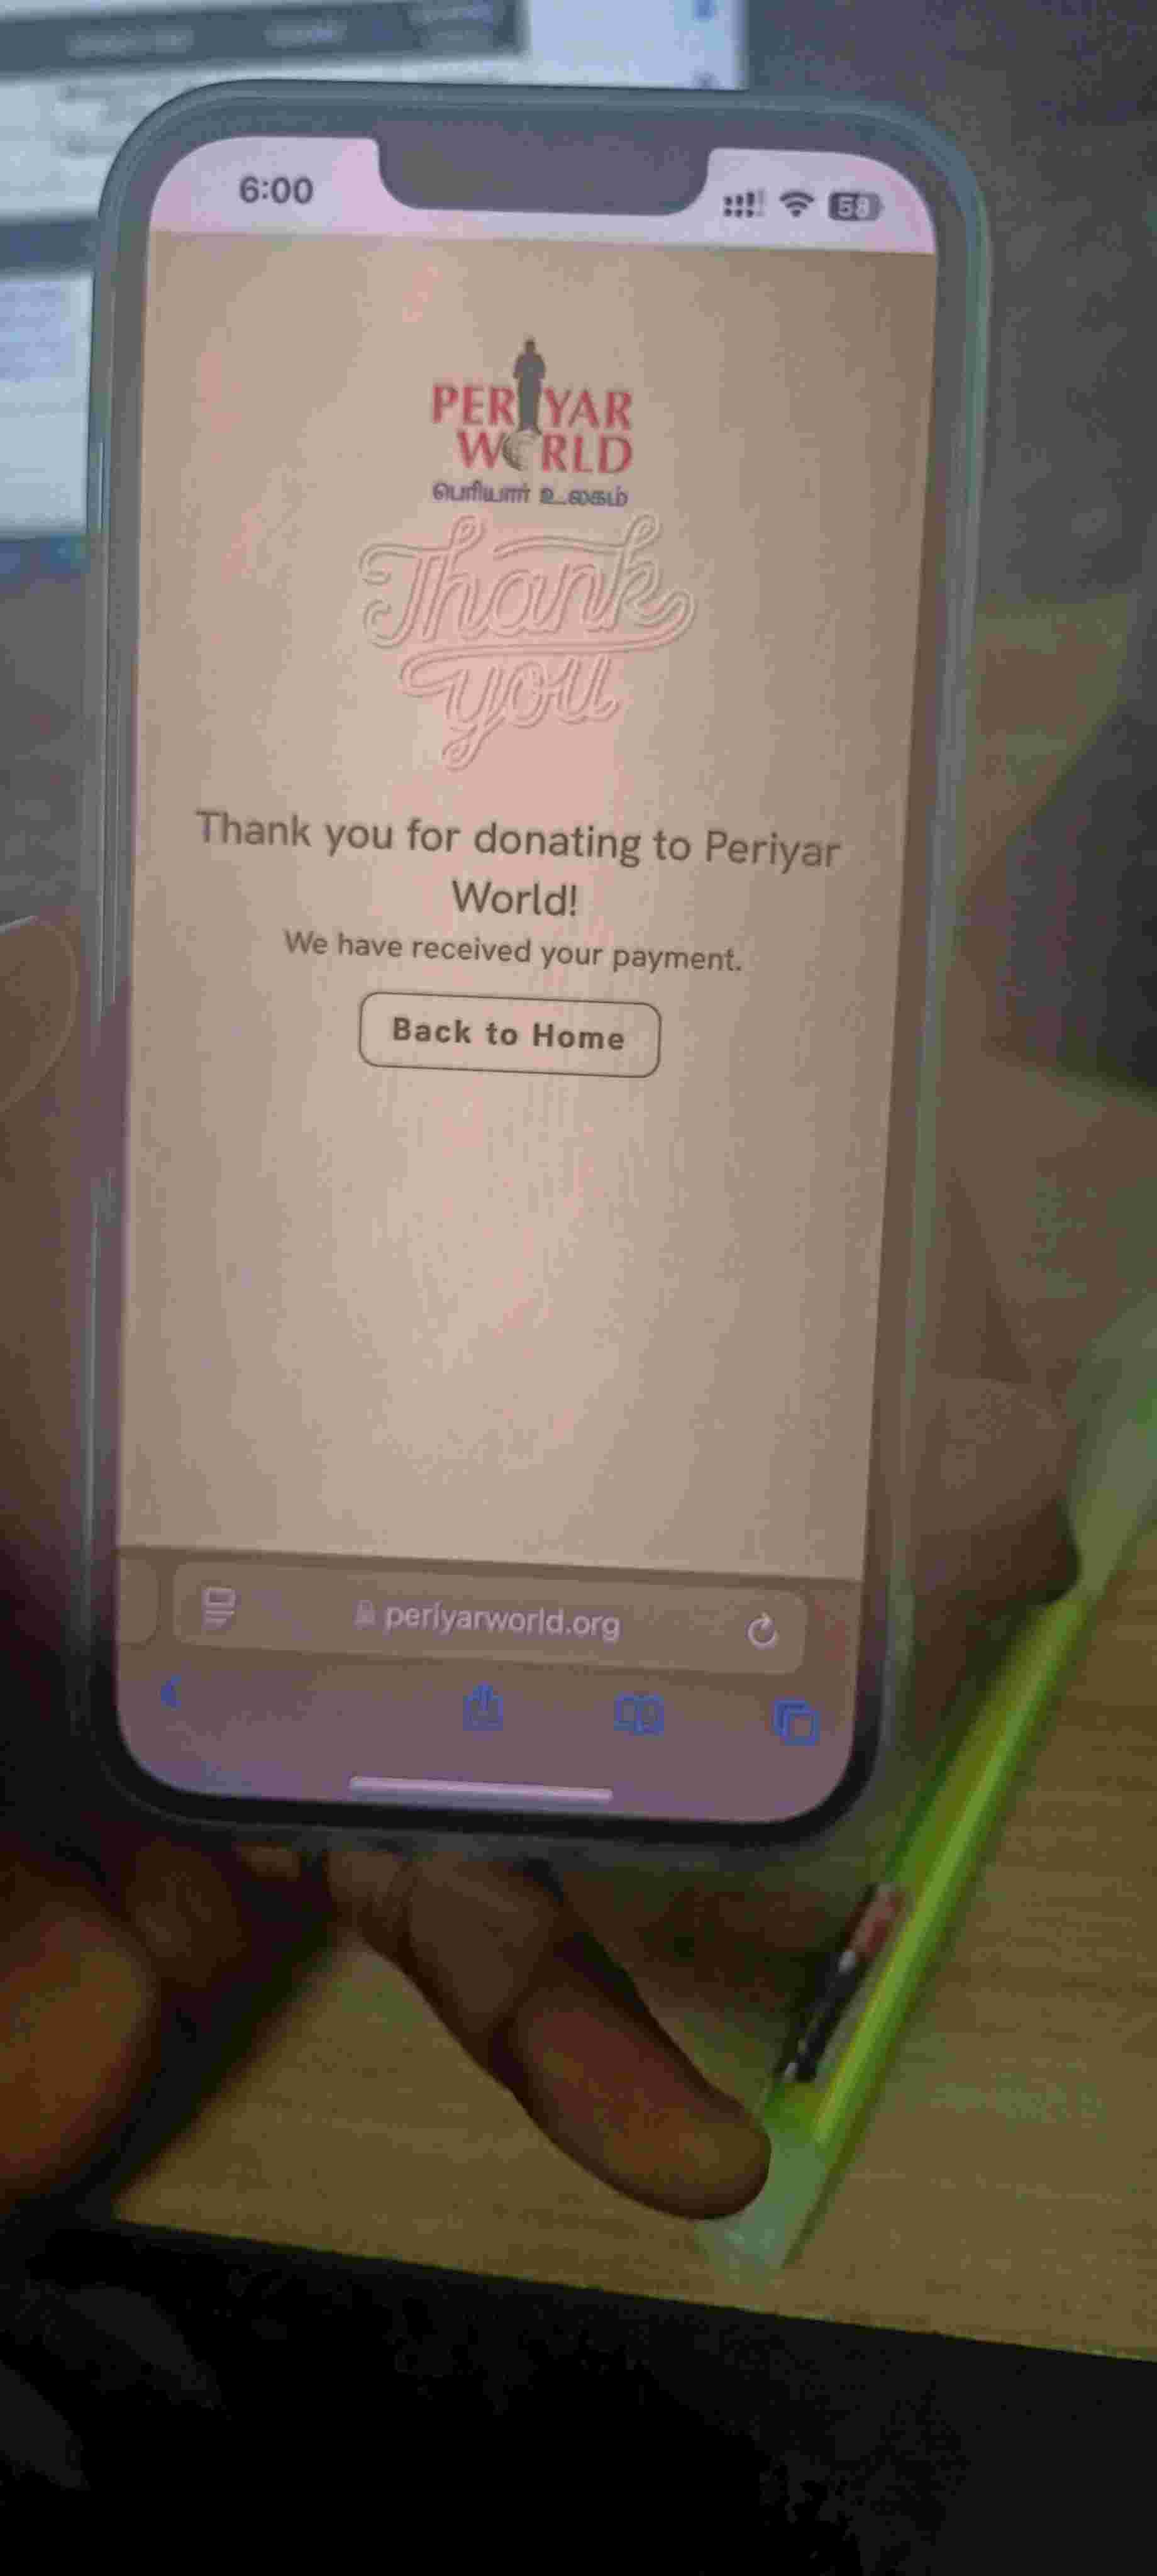 6:00
58
PERIYAR
WORLD
பெரியார் உலகம்
Thank
you
Thank you for donating to Periyar
World!
We have received your payment.
Back to Home
periyarworld.org